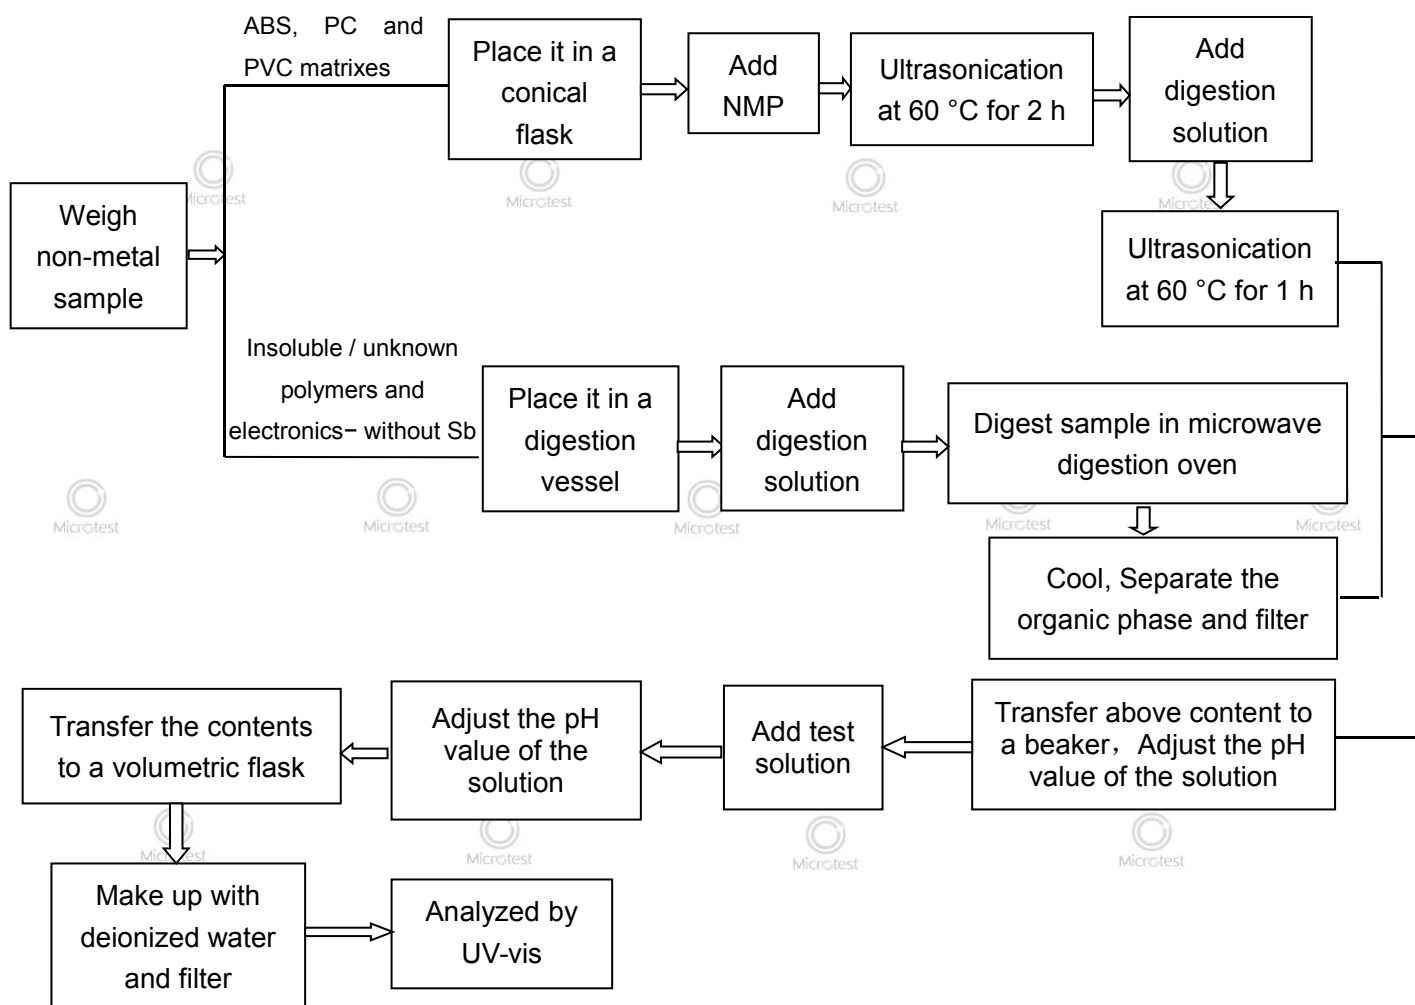 ABS, PC and
PVC matrixes
Place it in a
conical
flask
Add
NMP
Ultrasonication
at 60 °C for 2 h
Add
digestion
solution
Weigh
non-metal
sample
Ultrasonication
at 60 °C for 1 h
Insoluble / unknown
polymers and
electronics− without Sb
Place it in a
digestion
vessel
Add
digestion
solution
Digest sample in microwave
digestion oven
Cool, Separate the
organic phase and filter
Transfer above content to
a beaker，Adjust the pH
value of the solution
Add test
solution
Adjust the pH
value of the
solution
Transfer the contents
to a volumetric flask
Make up with
deionized water
and filter
Analyzed by
UV-vis
Microtest
Microtest
Microtest
Microtest
Microtest
Microtest
Microtest
Microtest
Microtest
Microtest
Microtest
Microtest
Microtest